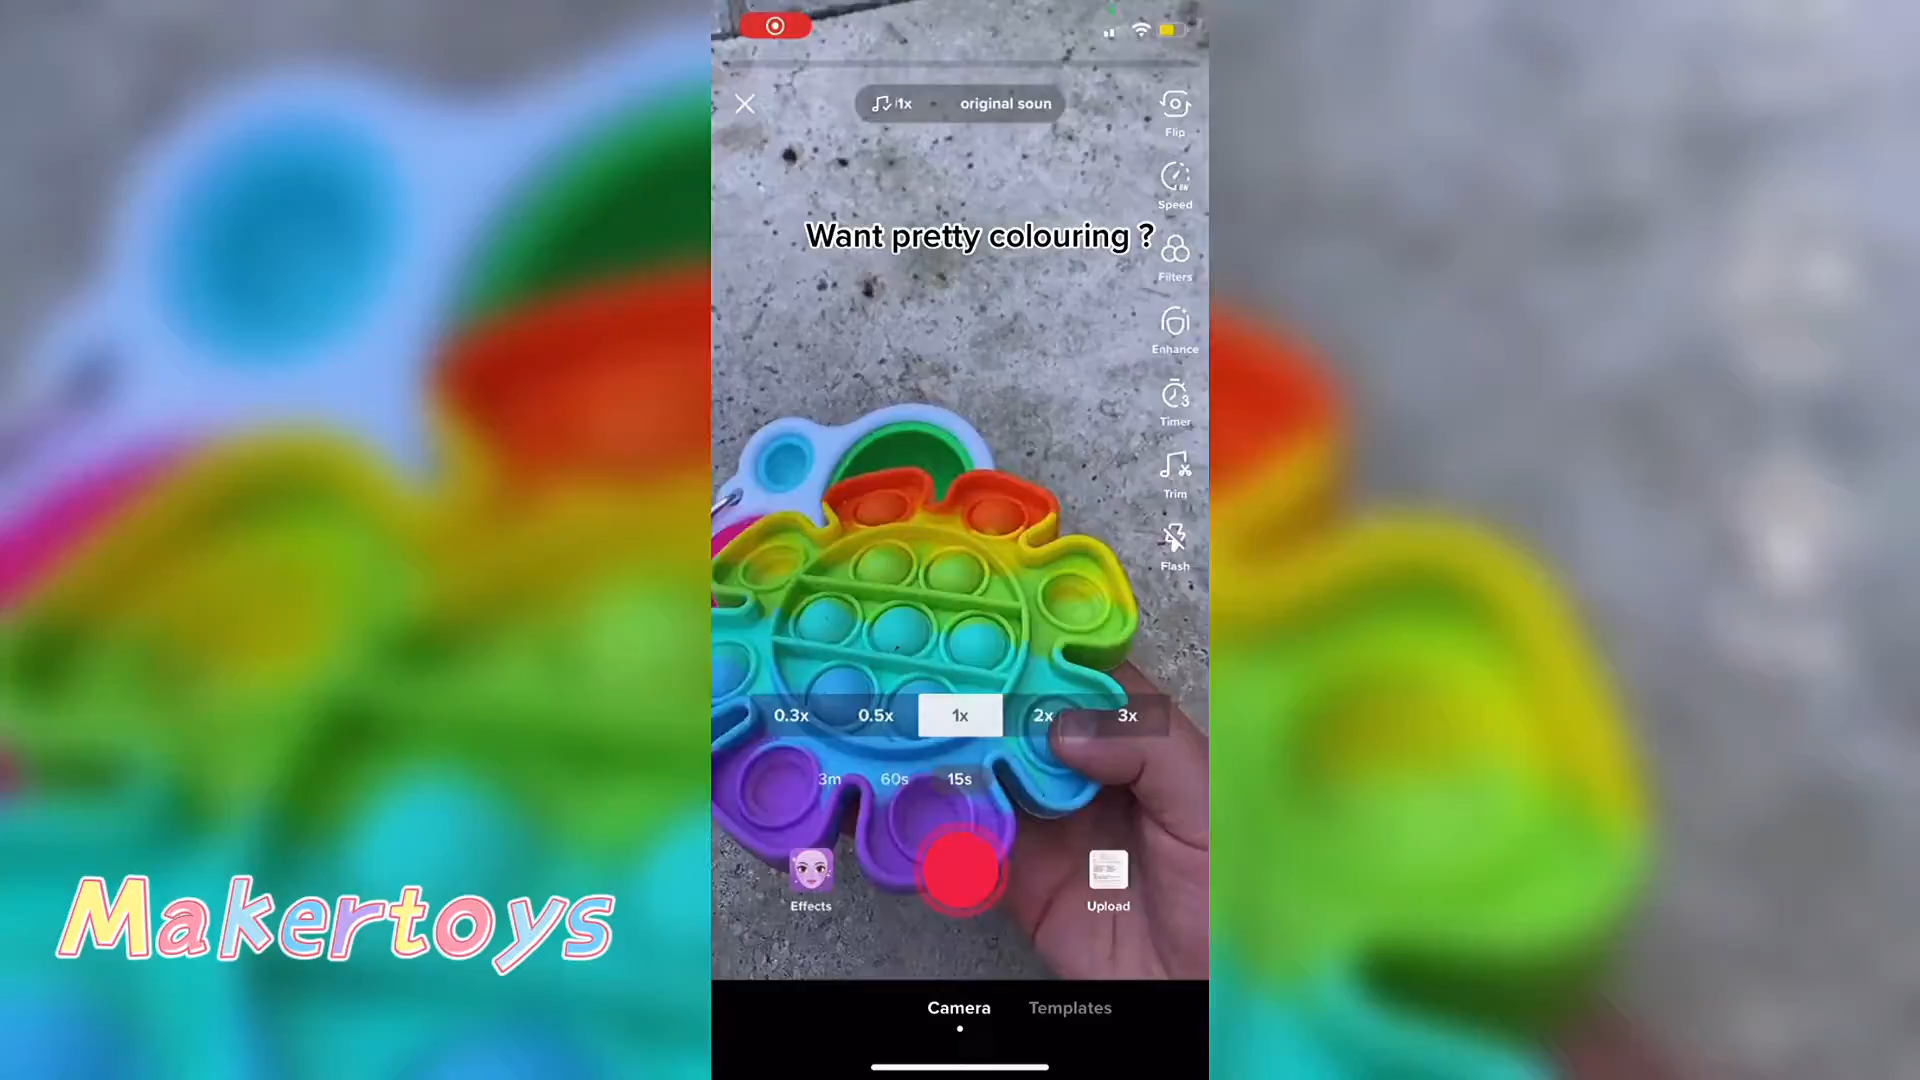 1x original soun
Flip
Speed
Want pretty colouring ?
Filters
Enhance
3
Timer
Trim
Flash
0.3x 0.5x 1x 2x 3x
3m 60s 15s
Effects
Upload
Makertoys
Camera Templates